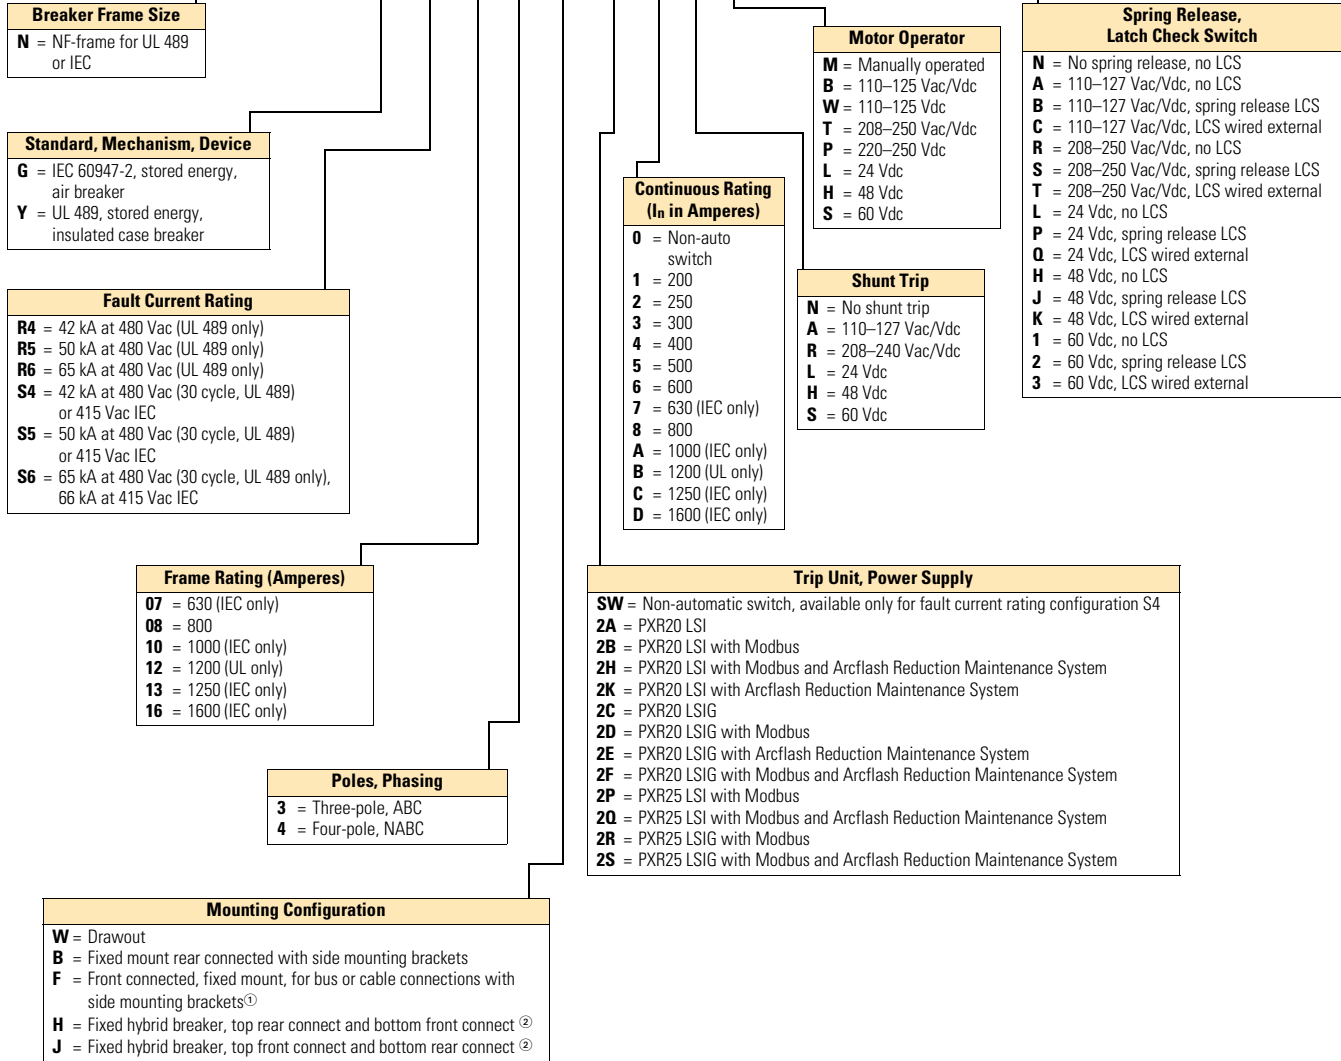 Breaker Frame Size
N = NF-frame for UL 489
or IEC
Standard, Mechanism, Device
G = IEC 60947-2, stored energy,
air breaker
Y = UL 489, stored energy,
insulated case breaker
Fault Current Rating
R4 = 42 kA at 480 Vac (UL 489 only)
R5 = 50 kA at 480 Vac (UL 489 only)
R6 = 65 kA at 480 Vac (UL 489 only)
S4 = 42 kA at 480 Vac (30 cycle, UL 489)
or 415 Vac IEC
S5 = 50 kA at 480 Vac (30 cycle, UL 489)
or 415 Vac IEC
S6 = 65 kA at 480 Vac (30 cycle, UL 489 only),
66 kA at 415 Vac IEC
Frame Rating (Amperes)
07 = 630 (IEC only)
08 = 800
10 = 1000 (IEC only)
12 = 1200 (UL only)
13 = 1250 (IEC only)
16 = 1600 (IEC only)
Poles, Phasing
3 = Three-pole, ABC
4 = Four-pole, NABC
Mounting Configuration
W = Drawout
B = Fixed mount rear connected with side mounting brackets
F = Front connected, fixed mount, for bus or cable connections with
side mounting brackets①
H = Fixed hybrid breaker, top rear connect and bottom front connect ②
J = Fixed hybrid breaker, top front connect and bottom rear connect ②
Trip Unit, Power Supply
SW = Non-automatic switch, available only for fault current rating configuration S4
2A = PXR20 LSI
2B = PXR20 LSI with Modbus
2H = PXR20 LSI with Modbus and Arcflash Reduction Maintenance System
2K = PXR20 LSI with Arcflash Reduction Maintenance System
2C = PXR20 LSIG
2D = PXR20 LSIG with Modbus
2E = PXR20 LSIG with Arcflash Reduction Maintenance System
2F = PXR20 LSIG with Modbus and Arcflash Reduction Maintenance System
2P = PXR25 LSI with Modbus
2Q = PXR25 LSI with Modbus and Arcflash Reduction Maintenance System
2R = PXR25 LSIG with Modbus
2S = PXR25 LSIG with Modbus and Arcflash Reduction Maintenance System
Continuous Rating
(In in Amperes)
0 = Non-auto
switch
1 = 200
2 = 250
3 = 300
4 = 400
5 = 500
6 = 600
7 = 630 (IEC only)
8 = 800
A = 1000 (IEC only)
B = 1200 (UL only)
C = 1250 (IEC only)
D = 1600 (IEC only)
Shunt Trip
N = No shunt trip
A = 110–127 Vac/Vdc
R = 208–240 Vac/Vdc
L = 24 Vdc
H = 48 Vdc
S = 60 Vdc
Motor Operator
M = Manually operated
B = 110–125 Vac/Vdc
W = 110–125 Vdc
T = 208–250 Vac/Vdc
P = 220–250 Vdc
L = 24 Vdc
H = 48 Vdc
S = 60 Vdc
Spring Release,
Latch Check Switch
N = No spring release, no LCS
A = 110–127 Vac/Vdc, no LCS
B = 110–127 Vac/Vdc, spring release LCS
C = 110–127 Vac/Vdc, LCS wired external
R = 208–250 Vac/Vdc, no LCS
S = 208–250 Vac/Vdc, spring release LCS
T = 208–250 Vac/Vdc, LCS wired external
L = 24 Vdc, no LCS
P = 24 Vdc, spring release LCS
Q = 24 Vdc, LCS wired external
H = 48 Vdc, no LCS
J = 48 Vdc, spring release LCS
K = 48 Vdc, LCS wired external
1 = 60 Vdc, no LCS
2 = 60 Vdc, spring release LCS
3 = 60 Vdc, LCS wired external